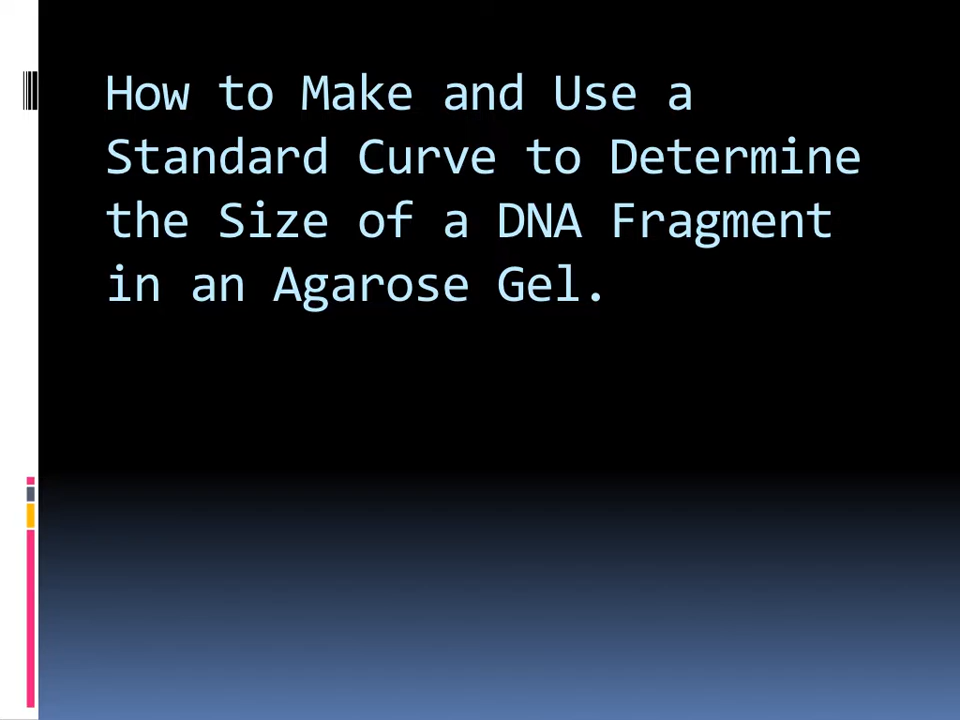 How to Make and Use a
Standard Curve to Determine
the Size of a DNA Fragment
in an Agarose Gel.